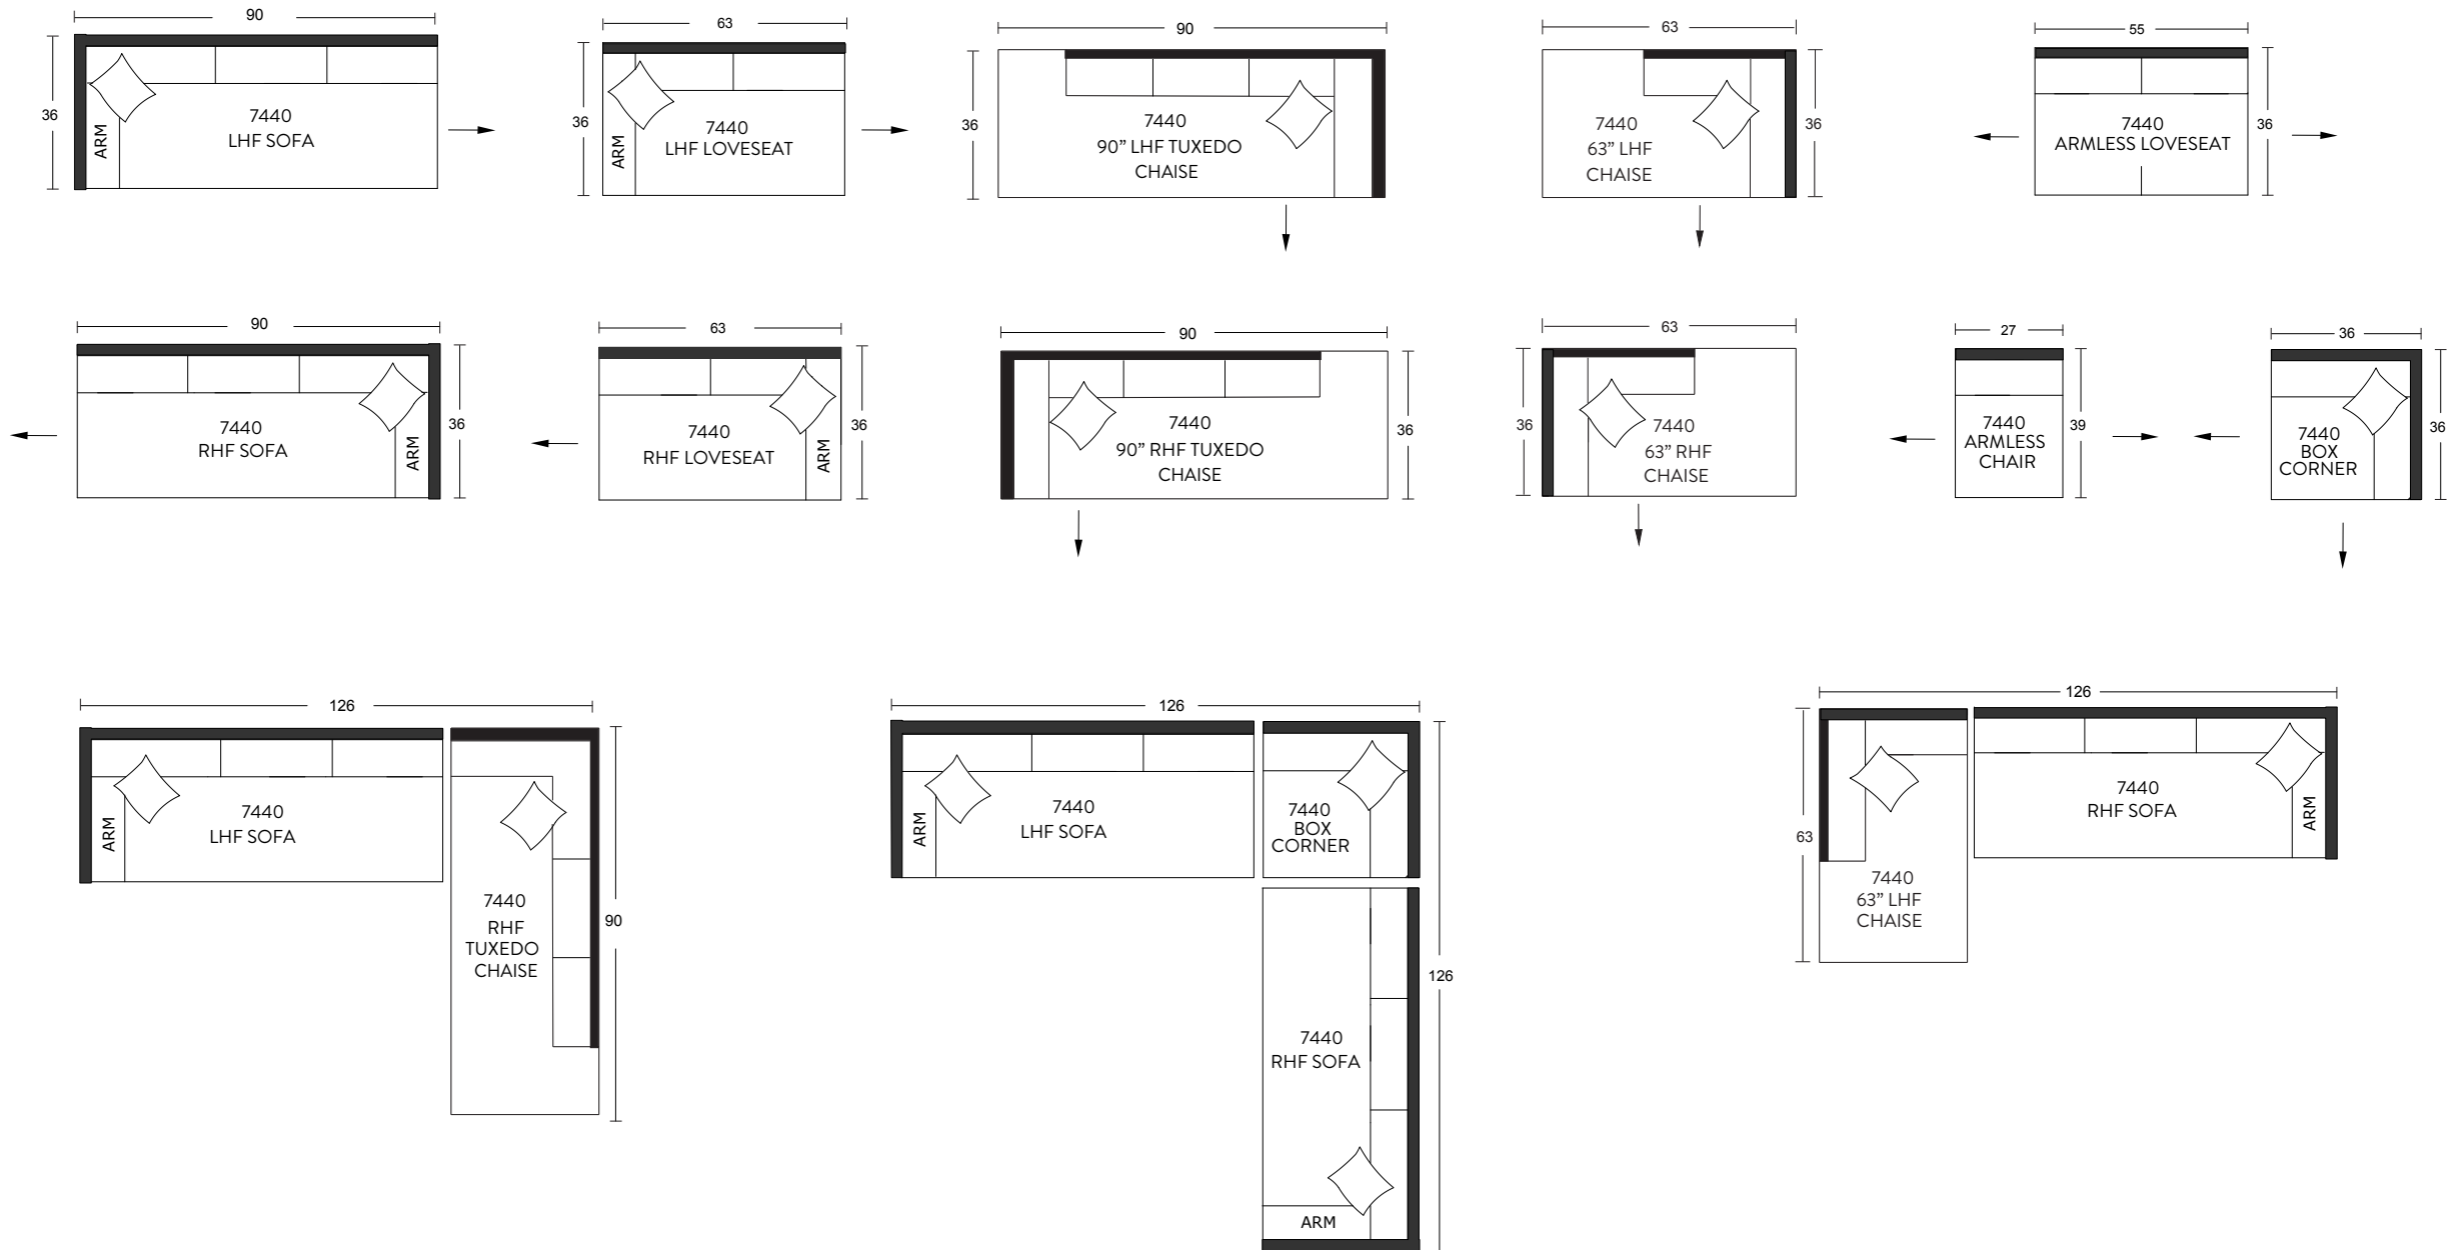 90
36
7440
LHF SOFA
ARM
63
36
7440
LHF LOVESEAT
ARM
90
36
7440
90” LHF TUXEDO
CHAISE
63
36
7440
63” LHF
CHAISE
55
36
7440
ARMLESS LOVESEAT
90
36
7440
RHF SOFA
ARM
63
36
7440
RHF LOVESEAT
ARM
90
36
7440
90” RHF TUXEDO
CHAISE
63
36
7440
63” RHF
CHAISE
27
39
7440
ARMLESS
CHAIR
36
36
7440
BOX
CORNER
126
7440
LHF SOFA
ARM
90
7440
RHF
TUXEDO
CHAISE
126
7440
LHF SOFA
ARM
7440
BOX
CORNER
126
7440
RHF SOFA
ARM
126
63
7440
63” LHF
CHAISE
7440
RHF SOFA
ARM